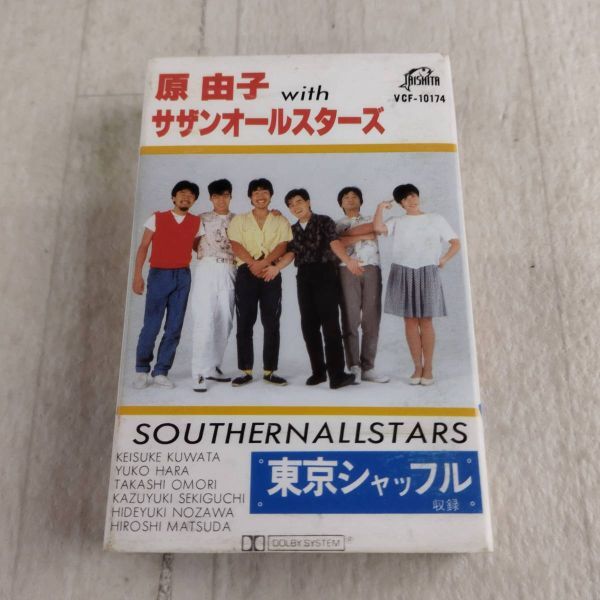 原 由子 with
サザンオールスターズ
TAISHITA
VCF-10174
SOUTHERNALLSTARS
KEISUKE KUWATA
YUKO HARA
TAKASHI OMORI
KAZUYUKI SEKIGUCHI
HIDEYUKI NOZAWA
HIROSHI MATSUDA
東京シャッフル
収録
DOLBY SYSTEM®